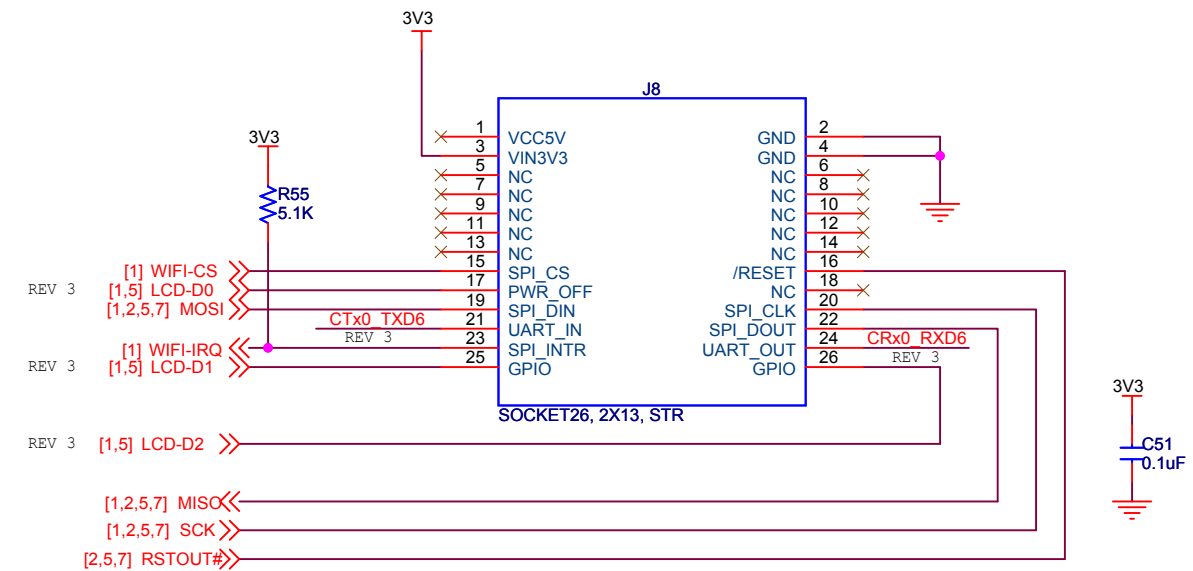 3V3
J8
3V3
R55
5.1K
1 VCC5V GND 2
3 VIN3V3 GND 4
5 NC NC 6
7 NC NC 8
9 NC NC 10
11 NC NC 12
13 NC NC 14
[1] WIFI-CS 15 SPI_CS /RESET 16
REV 3 [1,5] LCD-D0 17 PWR_OFF NC 18
[1,2,5,7] MOSI 19 SPI_DIN SPI_CLK 20
CTx0_TXD6 21 UART_IN SPI_DOUT 22
REV 3
[1] WIFI-IRQ 23 SPI_INTR UART_OUT 24 CRx0_RXD6
REV 3
REV 3 [1,5] LCD-D1 25 GPIO GPIO 26
SOCKET26, 2X13, STR
3V3
C51
0.1uF
REV 3 [1,5] LCD-D2
[1,2,5,7] MISO
[1,2,5,7] SCK
[2,5,7] RSTOUT#